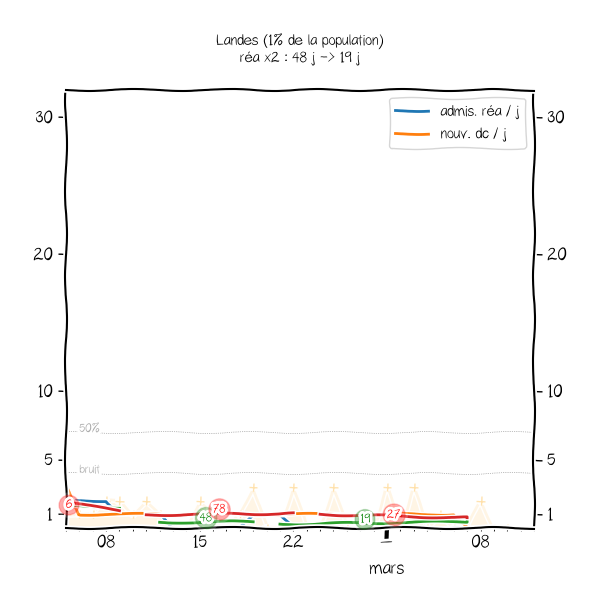 Landes (1% de la population)
réa x2 : 48 j -> 19 j
admis. réa / j
nouv. dc / j
30 30
20 20
10 10
50%
5 5
bruit
6 48 78 19 27
1 1
08 15 22 1 08
mars